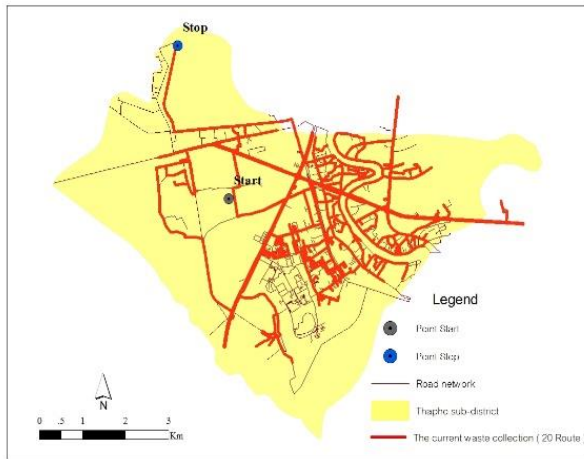 Stop
Start
Legend
Point Start
Point Stop
Road network
Thapho sub-district
The current waste collection ( 20 Route )
N
0 .5 1 2 3
Km